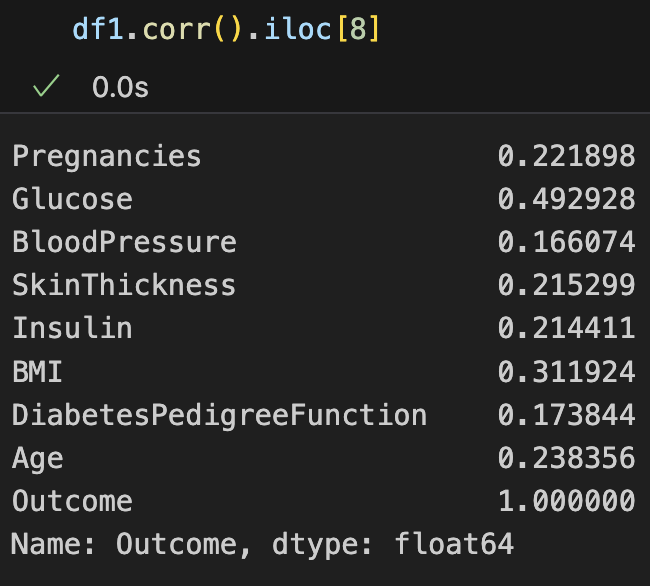 df1.corr().iloc[8]
0.0s
Pregnancies 0.221898
Glucose 0.492928
BloodPressure 0.166074
SkinThickness 0.215299
Insulin 0.214411
BMI 0.311924
DiabetesPedigreeFunction 0.173844
Age 0.238356
Outcome 1.000000
Name: Outcome, dtype: float64